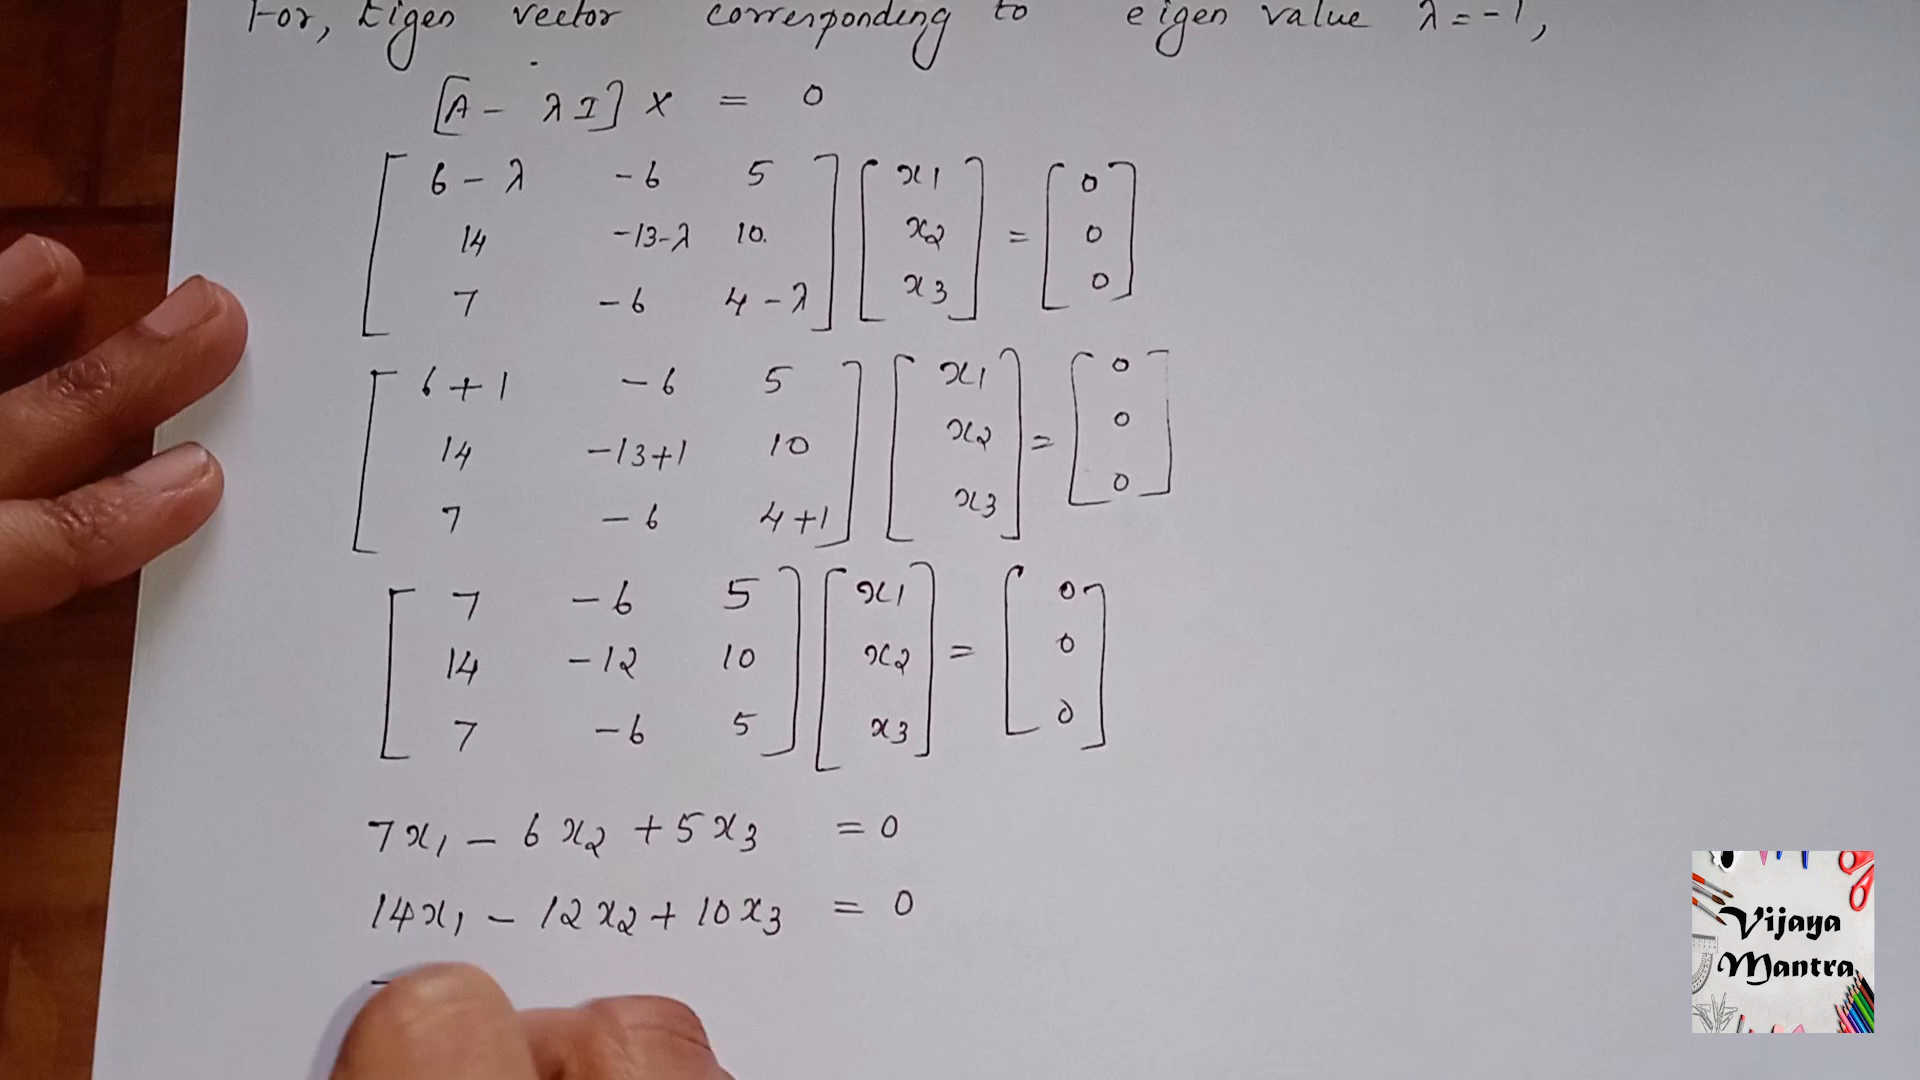 For, Eigen vector corresponding to eigen value λ = -1,
[A - λI] X = 0
[6-λ -6 5] [x1] = [0]
[14 -13-λ 10] [x2] [0]
[7 -6 4-λ] [x3] [0]
[6+1 -6 5] [x1] = [0]
[14 -13+1 10] [x2] [0]
[7 -6 4+1] [x3] [0]
[7 -6 5] [x1] = [0]
[14 -12 10] [x2] [0]
[7 -6 5] [x3] [0]
7x1 - 6x2 + 5x3 = 0
14x1 - 12x2 + 10x3 = 0
Vijaya
Mantra